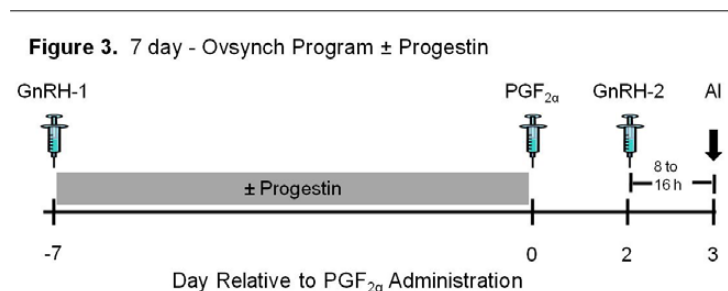 Figure 3. 7 day - Ovsynch Program ± Progestin
GnRH-1 PGF2α GnRH-2 AI
8 to
16 h
± Progestin
-7 0 2 3
Day Relative to PGF2α Administration